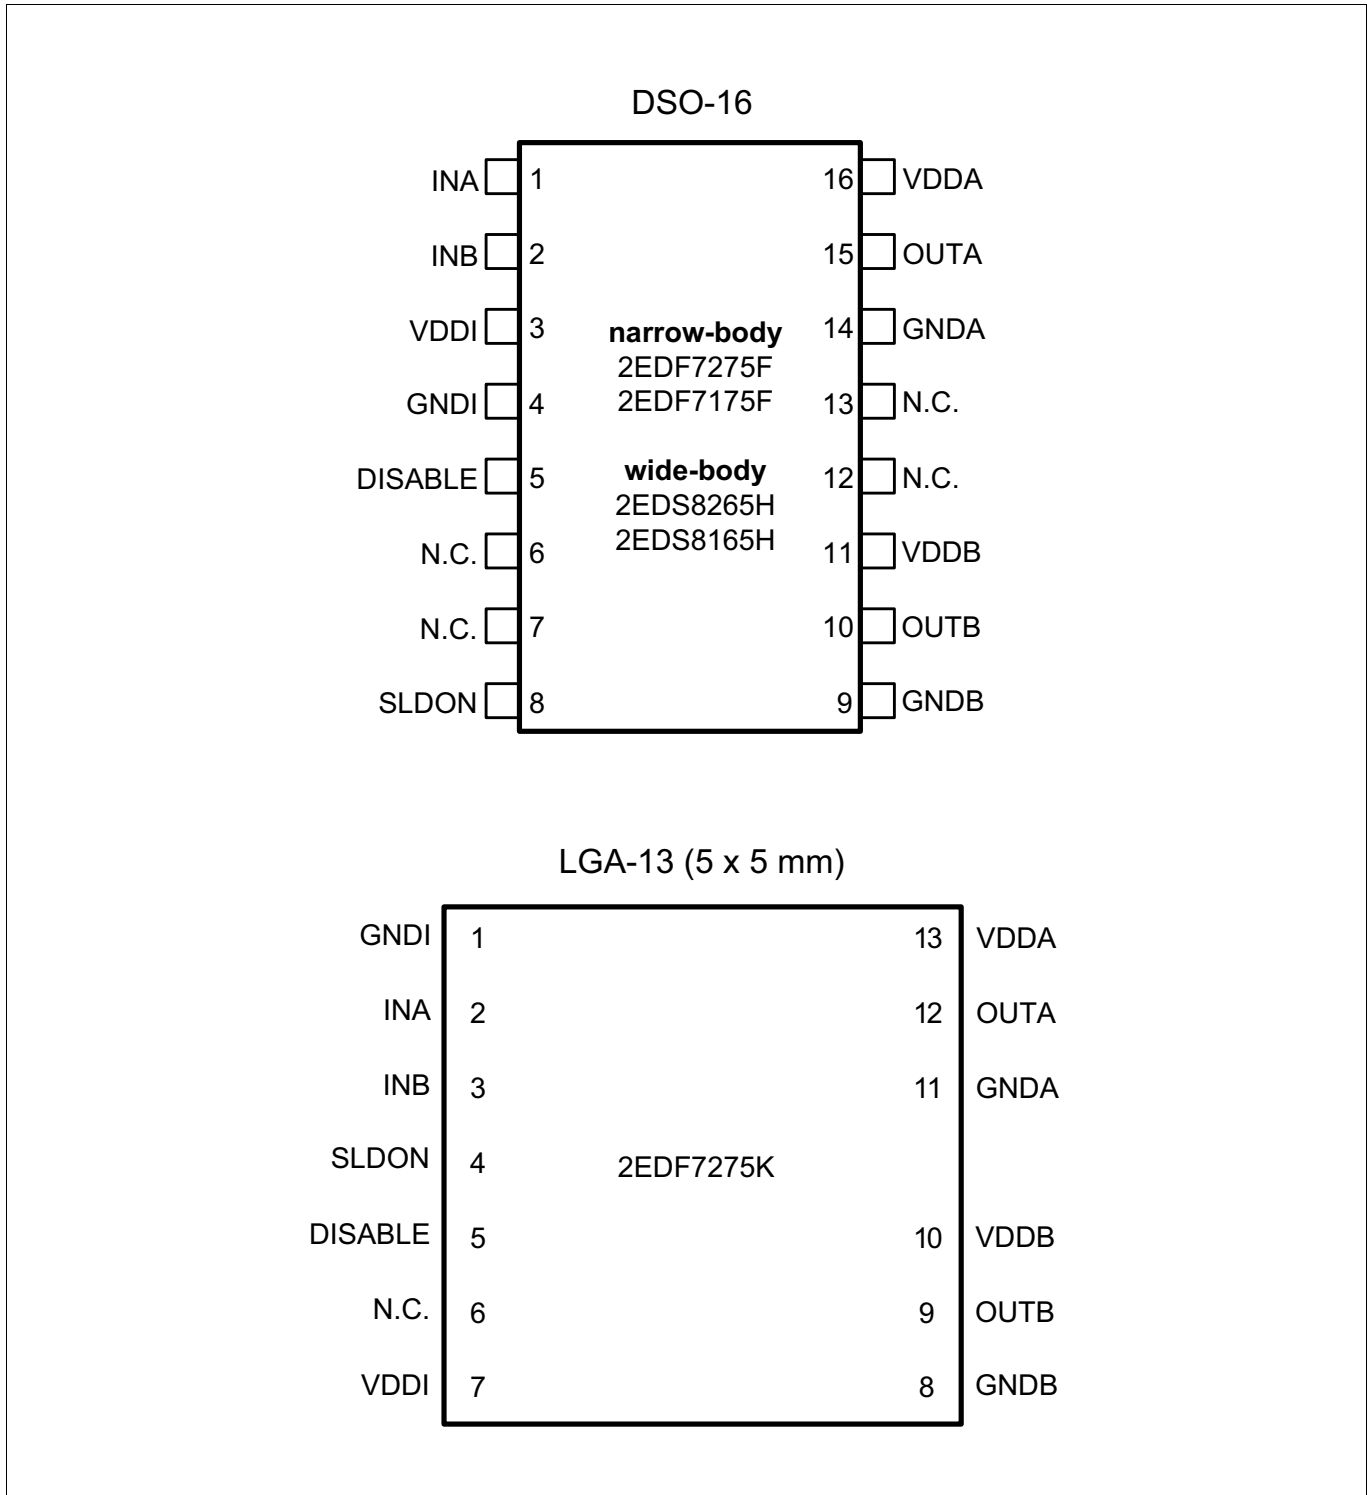 DSO-16
INA 1 16 VDDA
INB 2 15 OUTA
VDDI 3 14 GNDA
narrow-body
2EDF7275F
GNDI 4 2EDF7175F 13 N.C.
wide-body
DISABLE 5 12 N.C.
2EDS8265H
2EDS8165H
N.C. 6 11 VDDB
N.C. 7 10 OUTB
SLDON 8 9 GNDB
LGA-13 (5 x 5 mm)
GNDI 1 13 VDDA
INA 2 12 OUTA
INB 3 11 GNDA
SLDON 4 2EDF7275K
DISABLE 5 10 VDDB
N.C. 6 9 OUTB
VDDI 7 8 GNDB